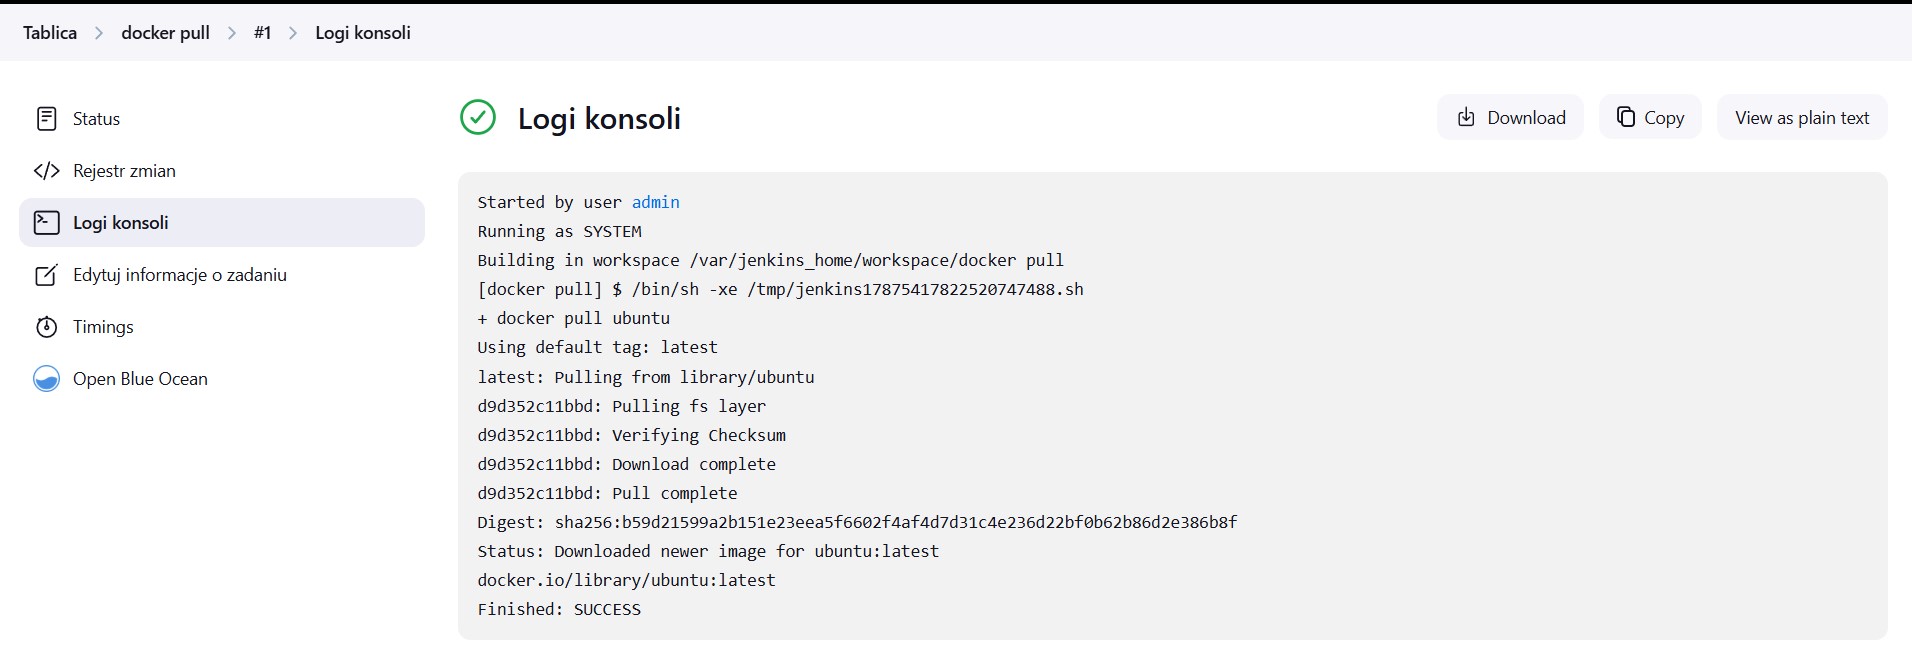 Tablica > docker pull > #1 > Logi konsoli
Status
Rejestr zmian
Logi konsoli
Edytuj informacje o zadaniu
Timings
Open Blue Ocean
Logi konsoli
Download
Copy
View as plain text
Started by user admin
Running as SYSTEM
Building in workspace /var/jenkins_home/workspace/docker pull
[docker pull] $ /bin/sh -xe /tmp/jenkins17875417822520747488.sh
+ docker pull ubuntu
Using default tag: latest
latest: Pulling from library/ubuntu
d9d352c11bbd: Pulling fs layer
d9d352c11bbd: Verifying Checksum
d9d352c11bbd: Download complete
d9d352c11bbd: Pull complete
Digest: sha256:b59d21599a2b151e23eea5f6602f4af4d7d31c4e236d22bf0b62b86d2e386b8f
Status: Downloaded newer image for ubuntu:latest
docker.io/library/ubuntu:latest
Finished: SUCCESS